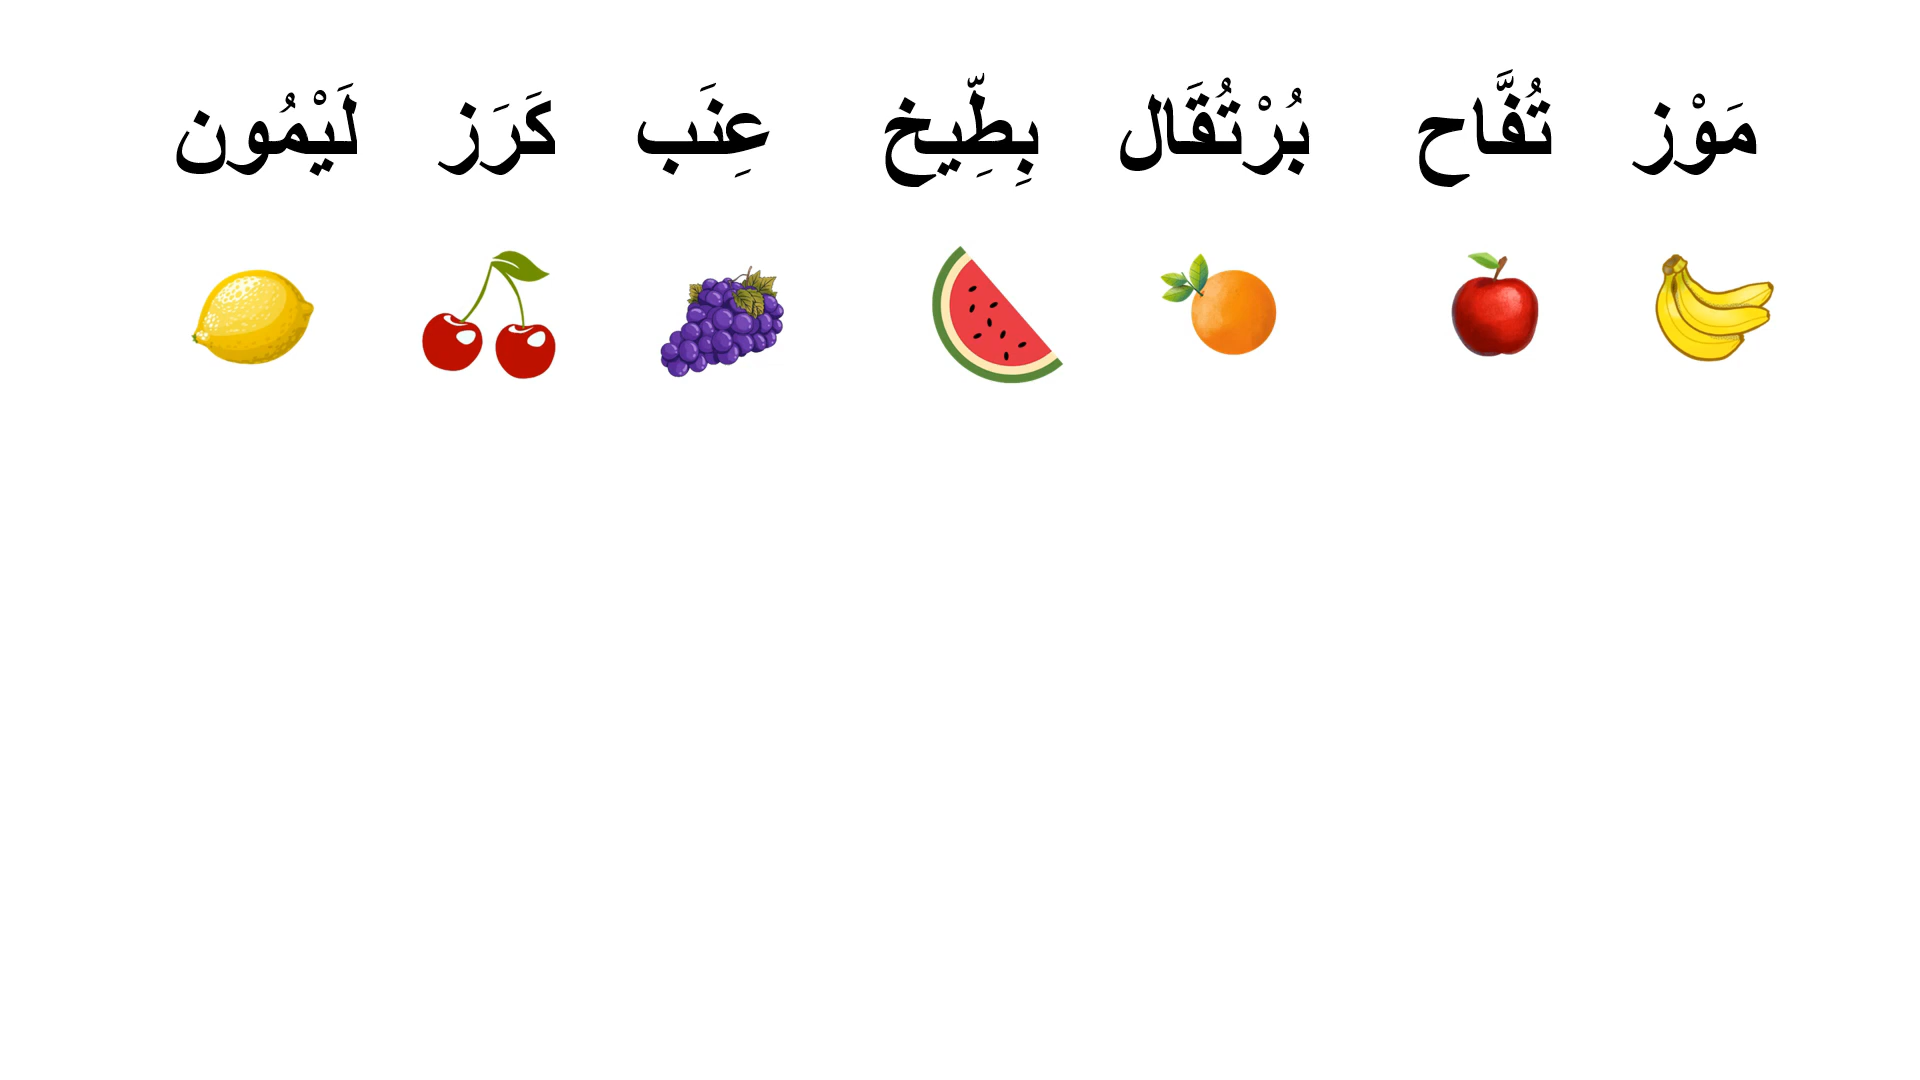 مَوْز تُفَّاح بُرْتُقَال بِطِّيخ عِنَب كَرَز لَيْمُون